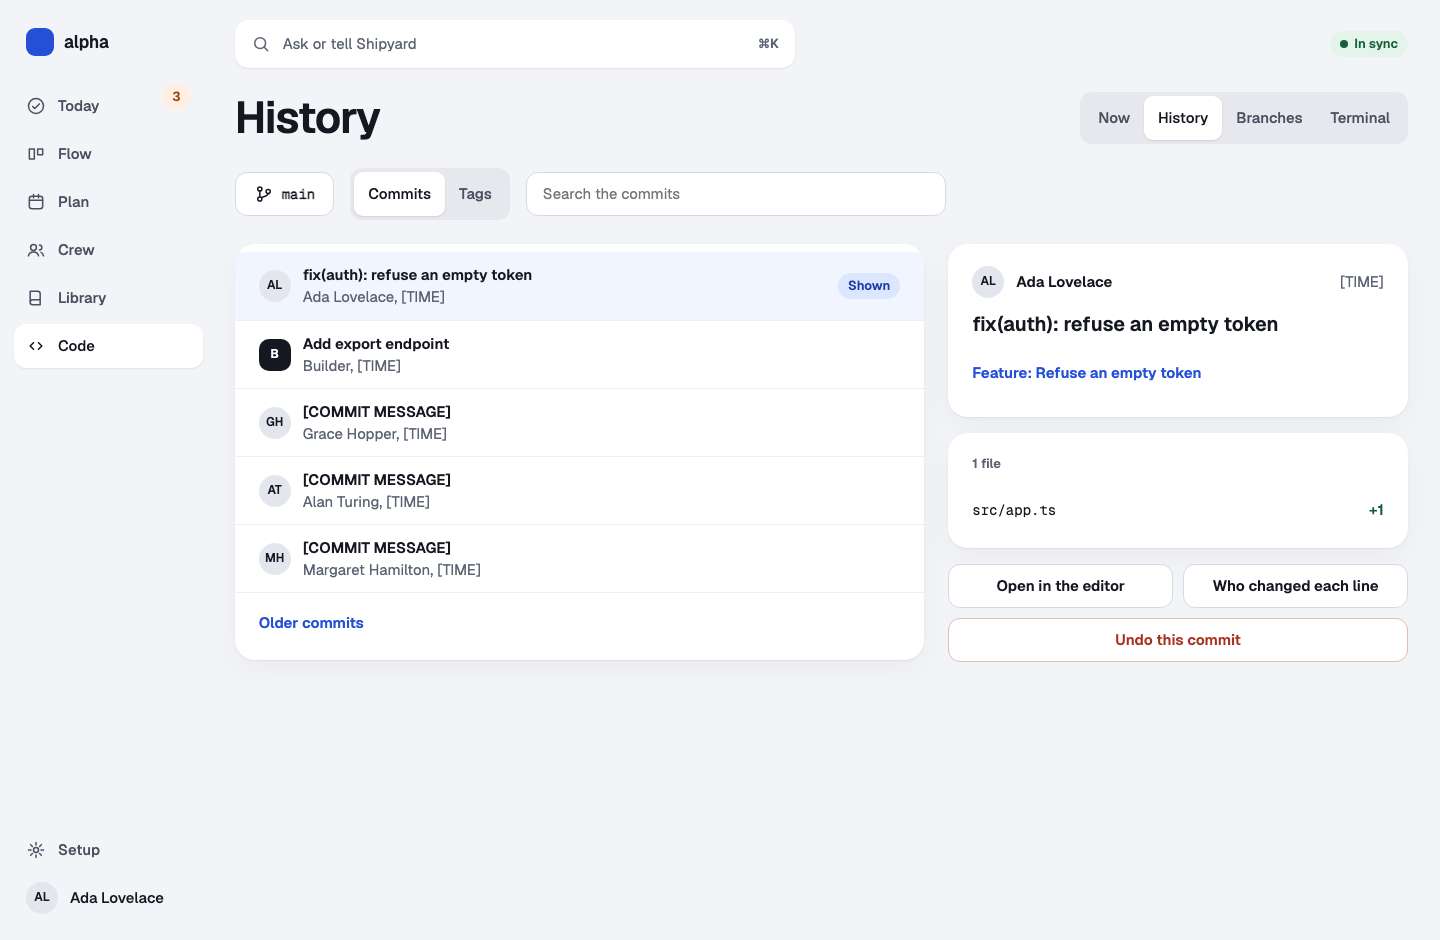 alpha
Ask or tell Shipyard
⌘K
In sync
Today
3
Flow
Plan
Crew
Library
Code
Setup
AL
Ada Lovelace
History
Now
History
Branches
Terminal
main
Commits
Tags
Search the commits
AL
fix(auth): refuse an empty token
Ada Lovelace, [TIME]
Shown
B
Add export endpoint
Builder, [TIME]
GH
[COMMIT MESSAGE]
Grace Hopper, [TIME]
AT
[COMMIT MESSAGE]
Alan Turing, [TIME]
MH
[COMMIT MESSAGE]
Margaret Hamilton, [TIME]
Older commits
AL
Ada Lovelace
[TIME]
fix(auth): refuse an empty token
Feature: Refuse an empty token
1 file
src/app.ts
+1
Open in the editor
Who changed each line
Undo this commit